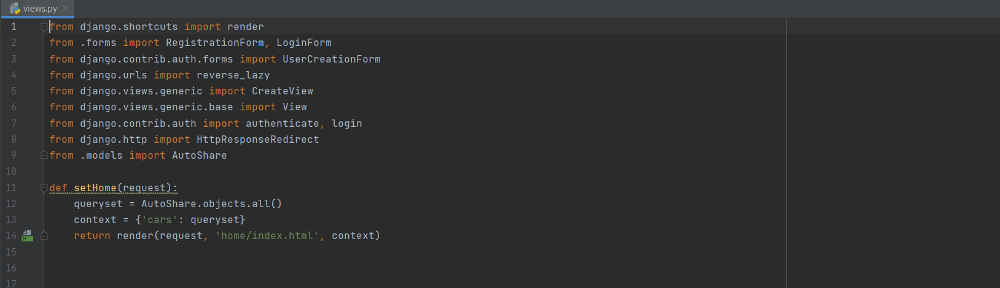 views.py
1 from django.shortcuts import render
2 from .forms import RegistrationForm, LoginForm
3 from django.contrib.auth.forms import UserCreationForm
4 from django.urls import reverse_lazy
5 from django.views.generic import CreateView
6 from django.views.generic.base import View
7 from django.contrib.auth import authenticate, login
8 from django.http import HttpResponseRedirect
9 from .models import AutoShare
10
11 def setHome(request):
12     queryset = AutoShare.objects.all()
13     context = {'cars': queryset}
14     return render(request, 'home/index.html', context)
15
16
17